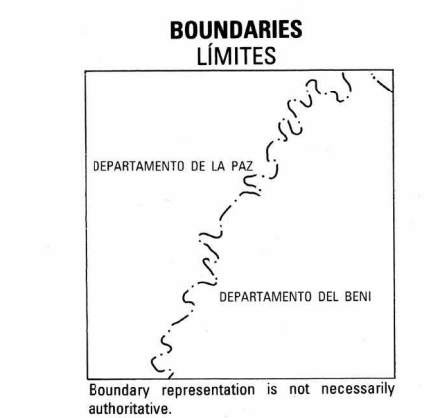 BOUNDARIES
LÍMITES
DEPARTAMENTO DE LA PAZ
DEPARTAMENTO DEL BENI
Boundary representation is not necessarily
authoritative.